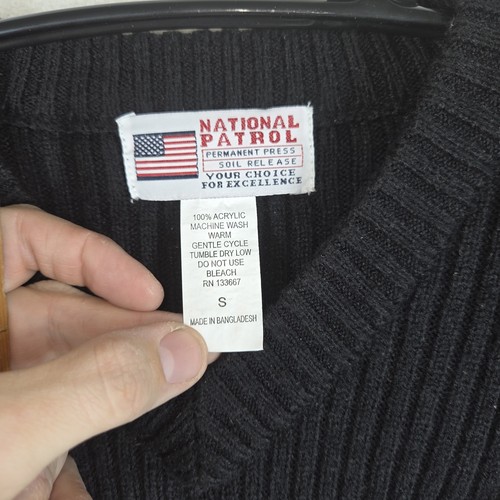 NATIONAL
PATROL
PERMANENT PRESS
SOIL RELEASE
YOUR CHOICE
FOR EXCELLENCE
100% ACRYLIC
MACHINE WASH
WARM
GENTLE CYCLE
TUMBLE DRY LOW
DO NOT USE
BLEACH
RN 133667
S
MADE IN BANGLADESH